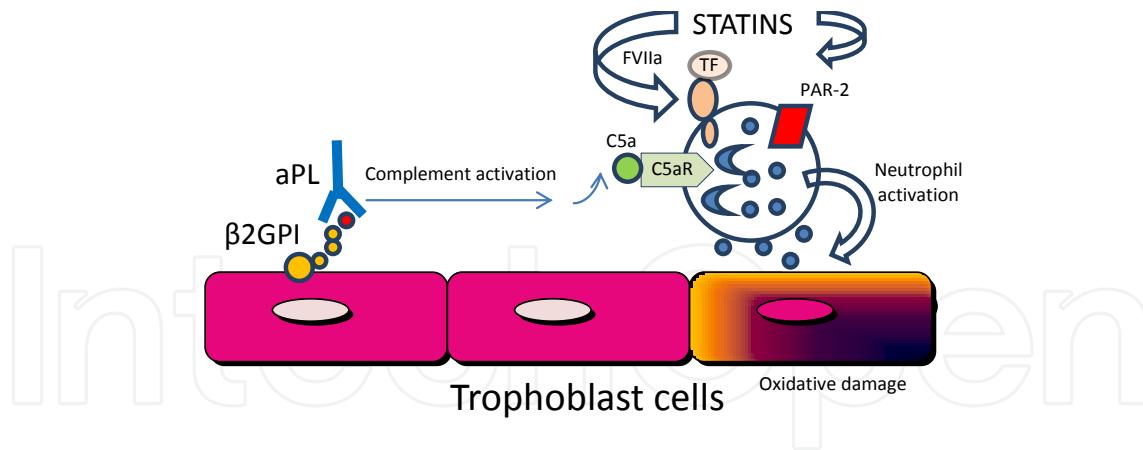 STATINS
FVIIa
TF
PAR-2
C5a
C5aR
aPL
Complement activation
Neutrophil
activation
β2GPI
Oxidative damage
Trophoblast cells
IntechOpen